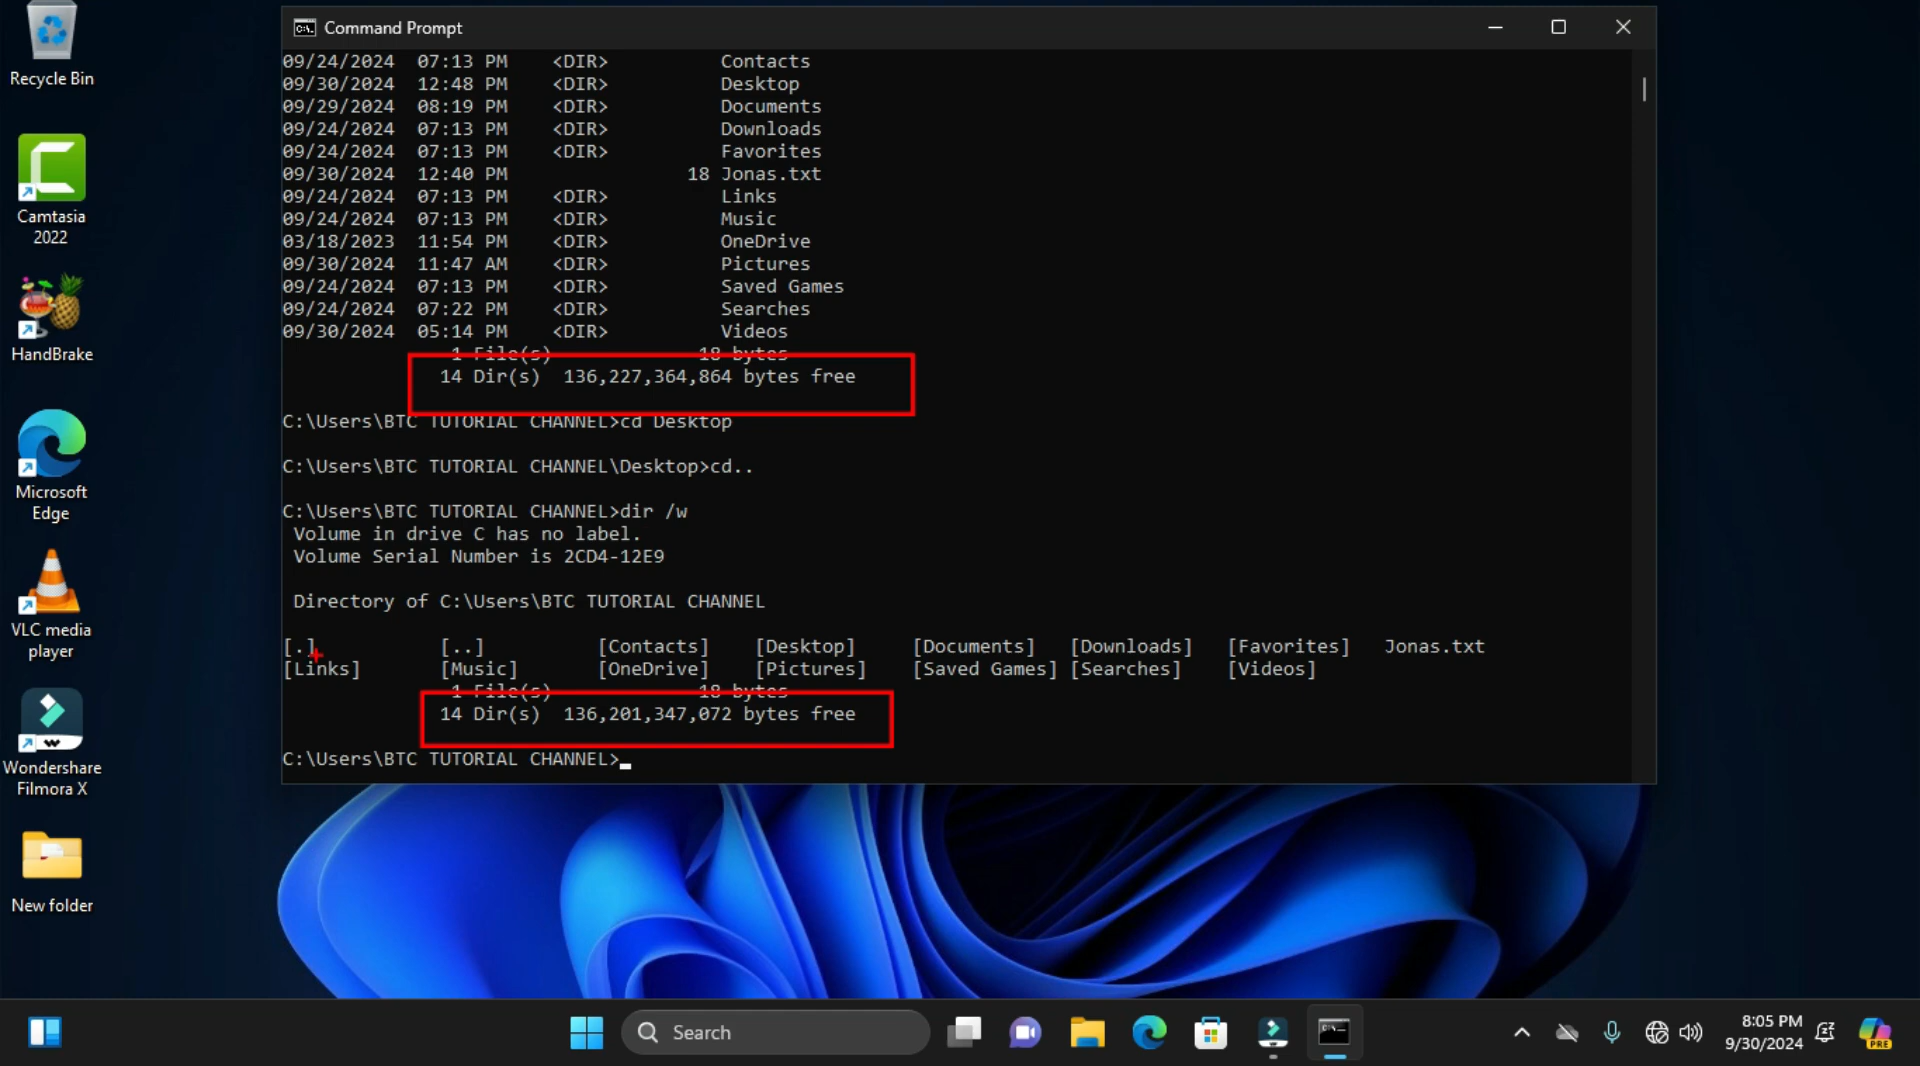 Recycle Bin
Camtasia
2022
HandBrake
Microsoft
Edge
VLC media
player
Wondershare
Filmora X
New folder
Command Prompt
09/24/2024  07:13 PM    <DIR>          Contacts
09/30/2024  12:48 PM    <DIR>          Desktop
09/29/2024  08:19 PM    <DIR>          Documents
09/24/2024  07:13 PM    <DIR>          Downloads
09/24/2024  07:13 PM    <DIR>          Favorites
09/30/2024  12:40 PM                18 Jonas.txt
09/24/2024  07:13 PM    <DIR>          Links
09/24/2024  07:13 PM    <DIR>          Music
03/18/2023  11:54 PM    <DIR>          OneDrive
09/30/2024  11:47 AM    <DIR>          Pictures
09/24/2024  07:13 PM    <DIR>          Saved Games
09/24/2024  07:22 PM    <DIR>          Searches
09/30/2024  05:14 PM    <DIR>          Videos
1 File(s)             18 bytes
14 Dir(s)  136,227,364,864 bytes free
C:\Users\BTC TUTORIAL CHANNEL>cd Desktop
C:\Users\BTC TUTORIAL CHANNEL\Desktop>cd..
C:\Users\BTC TUTORIAL CHANNEL>dir /w
Volume in drive C has no label.
Volume Serial Number is 2CD4-12E9
Directory of C:\Users\BTC TUTORIAL CHANNEL
[.]           [..]          [Contacts]    [Desktop]     [Documents]   [Downloads]   [Favorites]   Jonas.txt
[Links]       [Music]       [OneDrive]    [Pictures]    [Saved Games] [Searches]    [Videos]
1 File(s)             18 bytes
14 Dir(s)  136,201,347,072 bytes free
C:\Users\BTC TUTORIAL CHANNEL>
Search
8:05 PM
9/30/2024
PRE